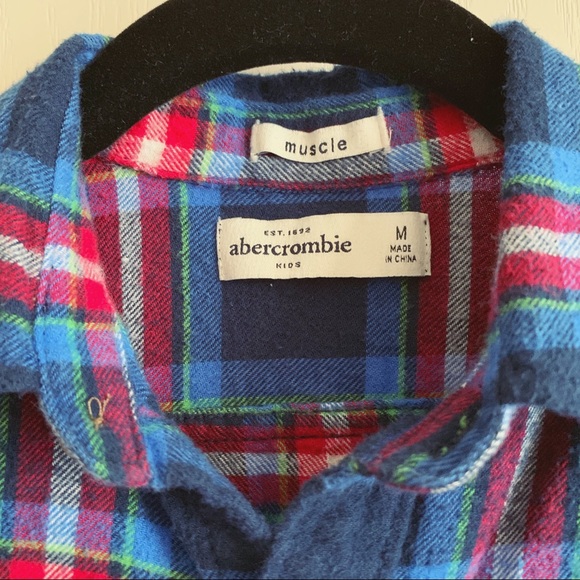 muscle
EST. 1892
abercrombie
KIDS
M
MADE
IN CHINA